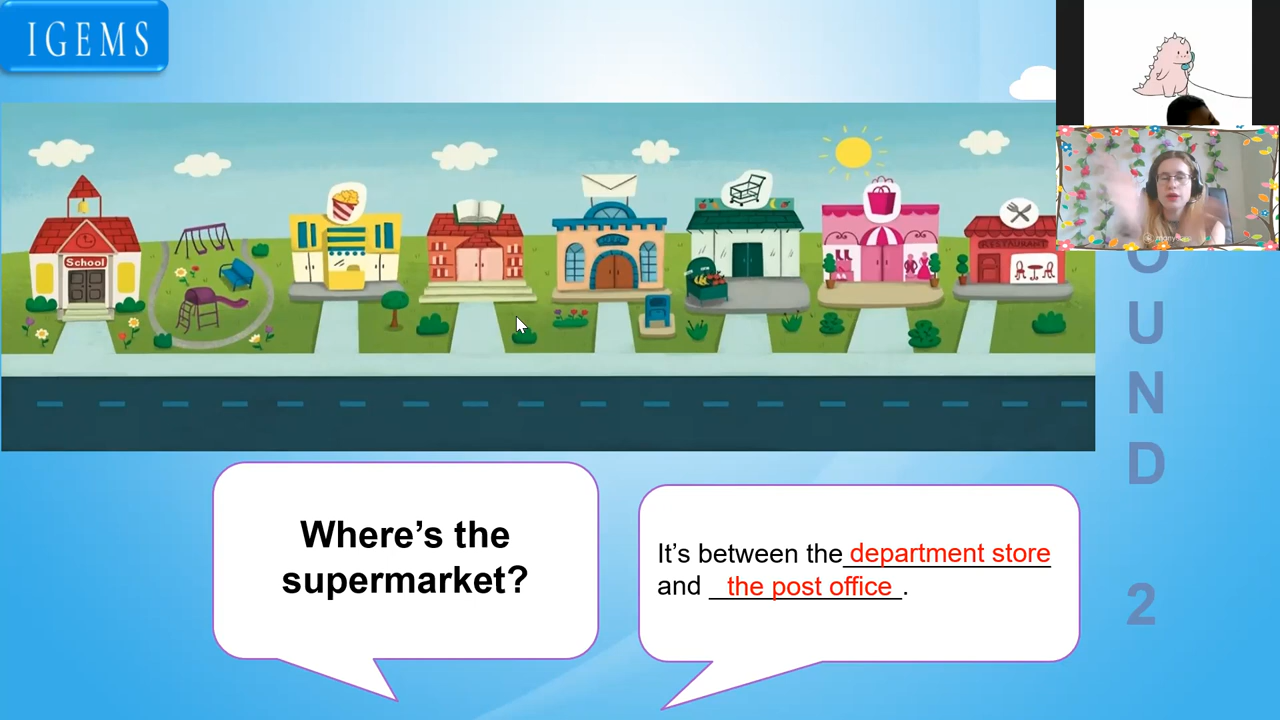 IGEMS
School
RESTAURANT
Where's the
supermarket?
It's between the department store
and the post office.
O
U
N
D
2